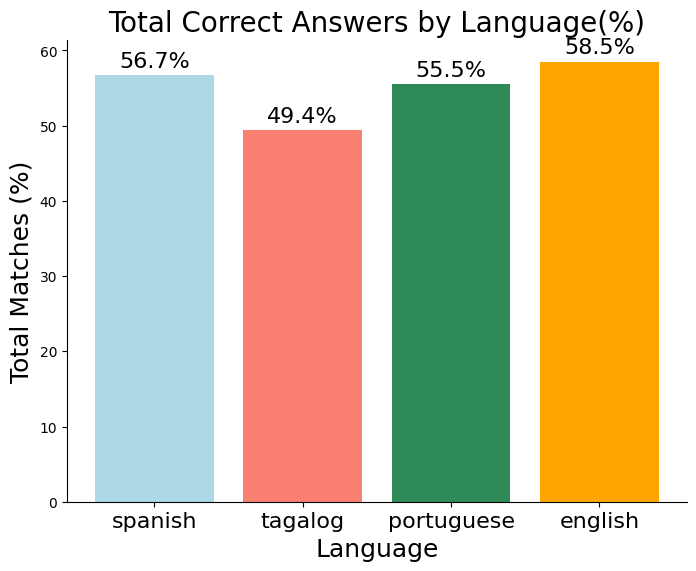 Total Correct Answers by Language(%)
58.5%
56.7%
55.5%
49.4%
60
50
40
30
20
10
0
Total Matches (%)
spanish
tagalog
portuguese
english
Language